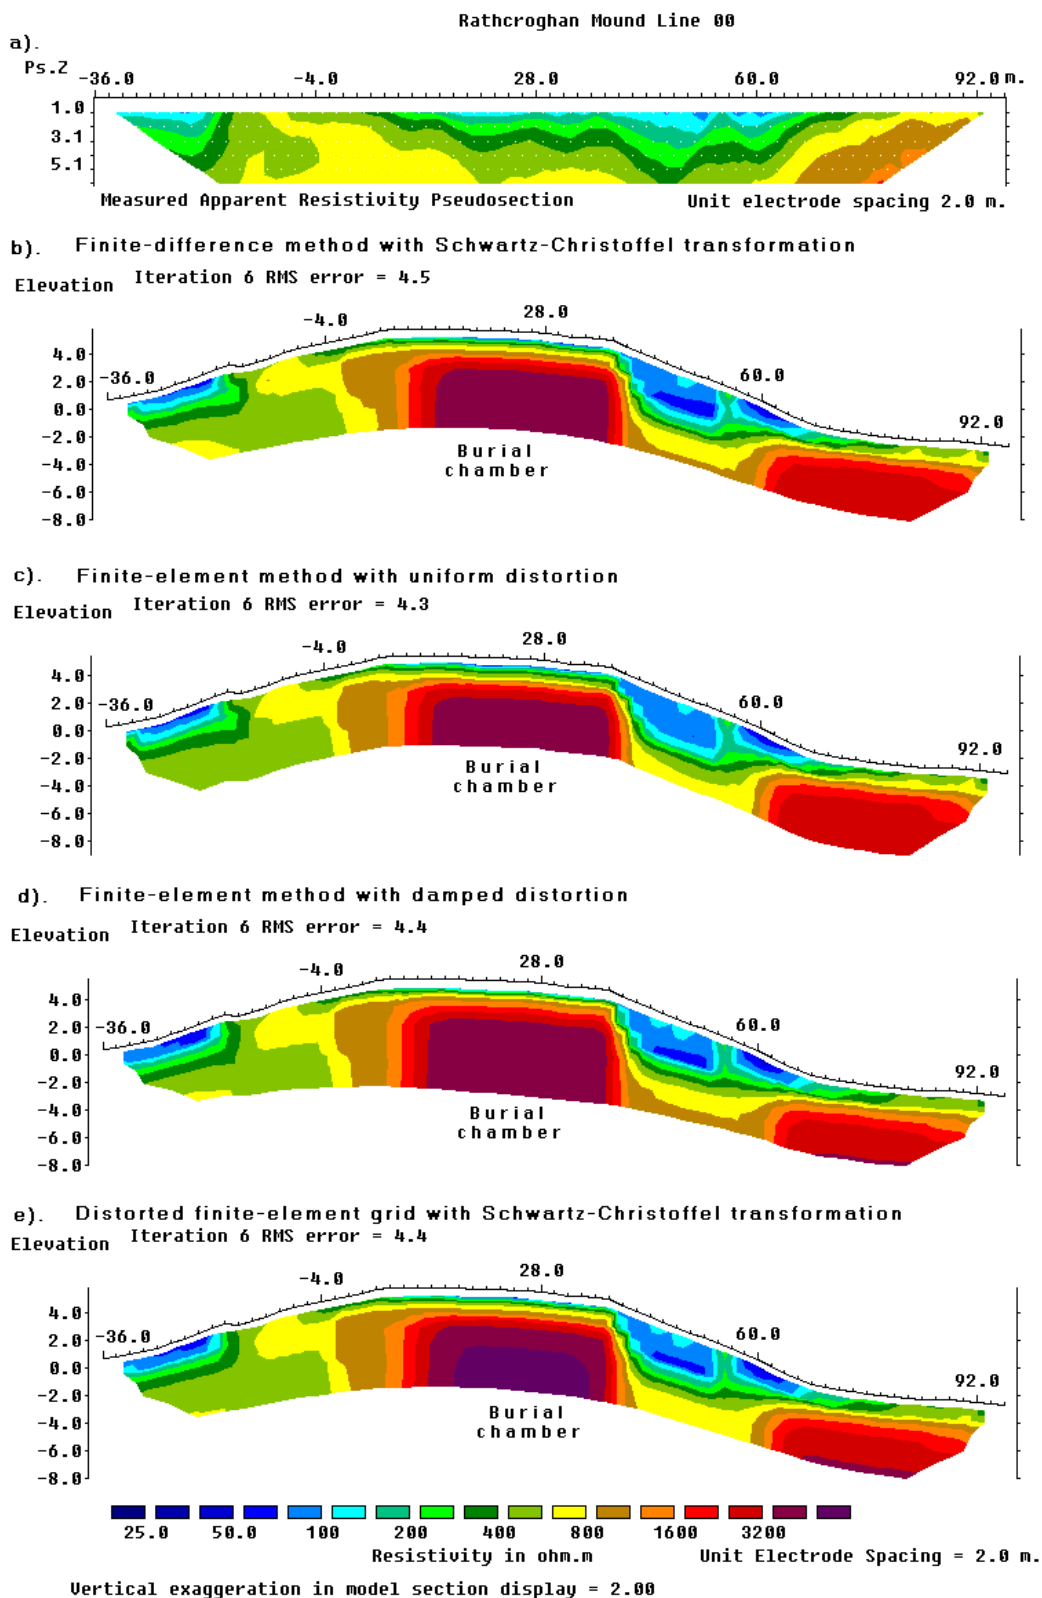 Rathcroghan Mound Line 00
a).
Ps.Z -36.0 -4.0 28.0 60.0 92.0 m.
1.0
3.1
5.1
Measured Apparent Resistivity Pseudosection Unit electrode spacing 2.0 m.
b). Finite-difference method with Schwartz-Christoffel transformation
Elevation Iteration 6 RMS error = 4.5
28.0
-4.0
4.0
2.0 -36.0 60.0
0.0
-2.0 92.0
-4.0
-6.0
-8.0
Burial
chamber
c). Finite-element method with uniform distortion
Elevation Iteration 6 RMS error = 4.3
28.0
-4.0
4.0
2.0 -36.0 60.0
0.0
-2.0 92.0
-4.0
-6.0
-8.0
Burial
chamber
d). Finite-element method with damped distortion
Elevation Iteration 6 RMS error = 4.4
28.0
-4.0
4.0
2.0 -36.0 60.0
0.0
-2.0 92.0
-4.0
-6.0
-8.0
Burial
chamber
e). Distorted finite-element grid with Schwartz-Christoffel transformation
Elevation Iteration 6 RMS error = 4.4
28.0
-4.0
4.0
2.0 -36.0 60.0
0.0
-2.0 92.0
-4.0
-6.0
-8.0
Burial
chamber
25.0 50.0 100 200 400 800 1600 3200
Resistivity in ohm.m Unit Electrode Spacing = 2.0 m.
Vertical exaggeration in model section display = 2.00